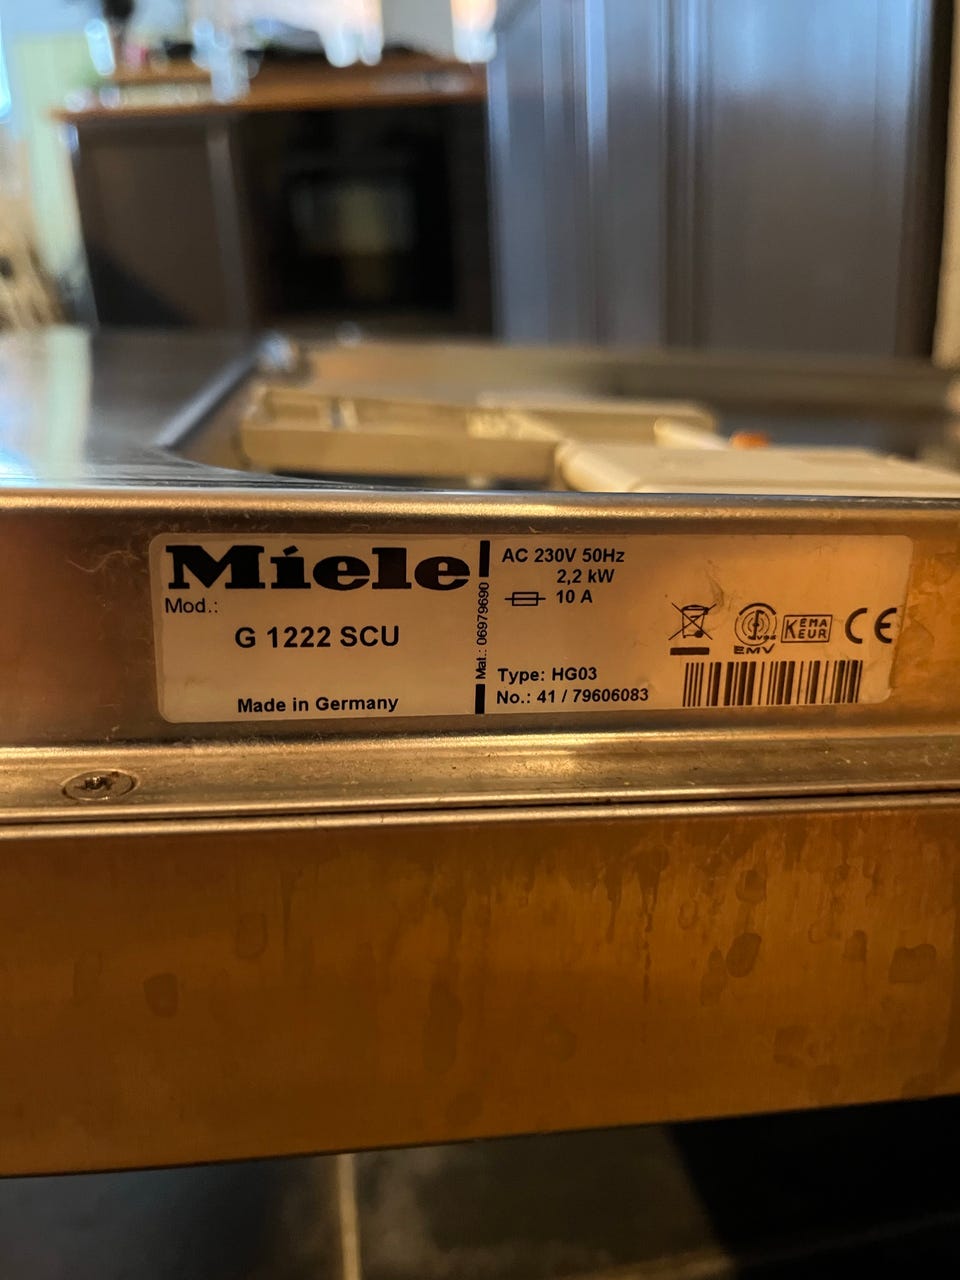 Miele
Mod.:
G 1222 SCU
Made in Germany
Mat.: 06979690
AC 230V 50Hz
2,2 kW
10 A
Type: HG03
No.: 41 / 79606083
EMV
KEMA
KEUR
CE